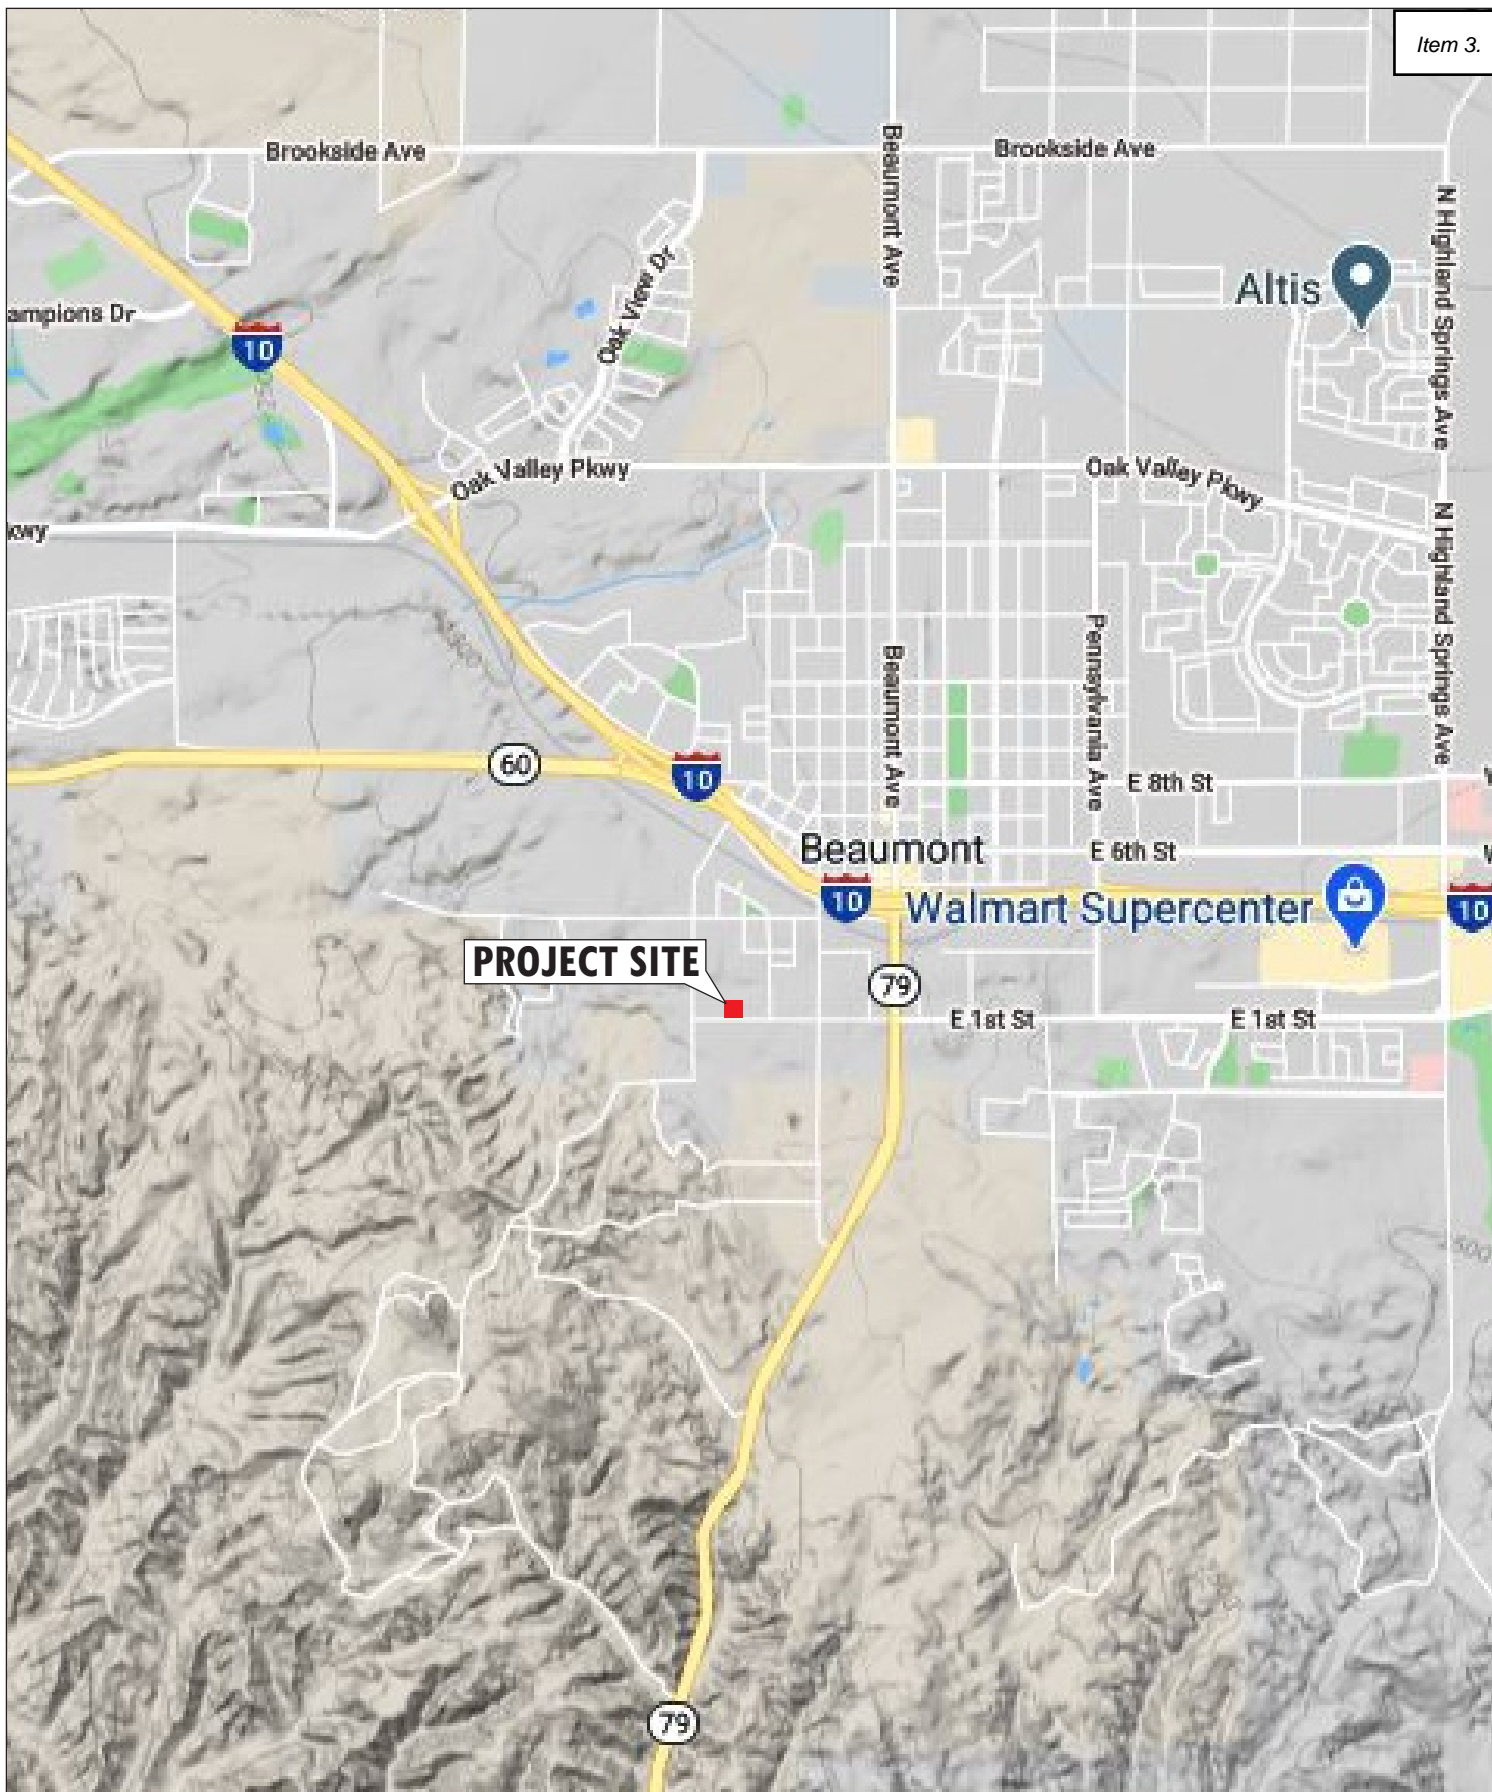 Item 3.
Brookside Ave
Beaumont Ave
Brookside Ave
N Highland Springs Ave
Oak View Dr
Altis
ampions Dr
10
Oak Valley Pkwy
Oak Valley Pkwy
kwy
N Highland Springs Ave
Pennsylvania Ave
Beaumont Ave
60
10
E 8th St
Beaumont
E 6th St
10
Walmart Supercenter
10
PROJECT SITE
79
E 1st St
E 1st St
79